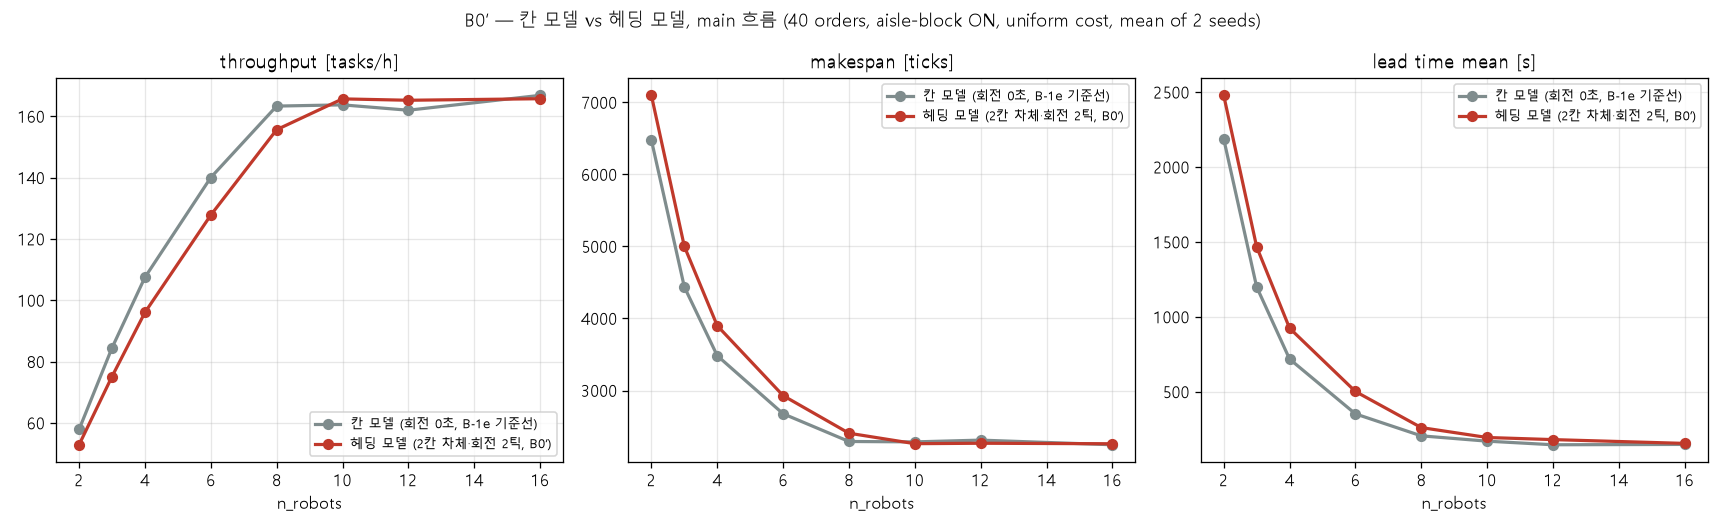 B0′ — 칸 모델 vs 헤딩 모델, main 흐름 (40 orders, aisle-block ON, uniform cost, mean of 2 seeds)
throughput [tasks/h]
160
140
120
100
80
60
칸 모델 (회전 0초, B-1e 기준선)
헤딩 모델 (2칸 차체·회전 2틱, B0′)
2 4 6 8 10 12 14 16
n_robots
makespan [ticks]
7000
6000
5000
4000
3000
칸 모델 (회전 0초, B-1e 기준선)
헤딩 모델 (2칸 차체·회전 2틱, B0′)
2 4 6 8 10 12 14 16
n_robots
lead time mean [s]
2500
2000
1500
1000
500
칸 모델 (회전 0초, B-1e 기준선)
헤딩 모델 (2칸 차체·회전 2틱, B0′)
2 4 6 8 10 12 14 16
n_robots